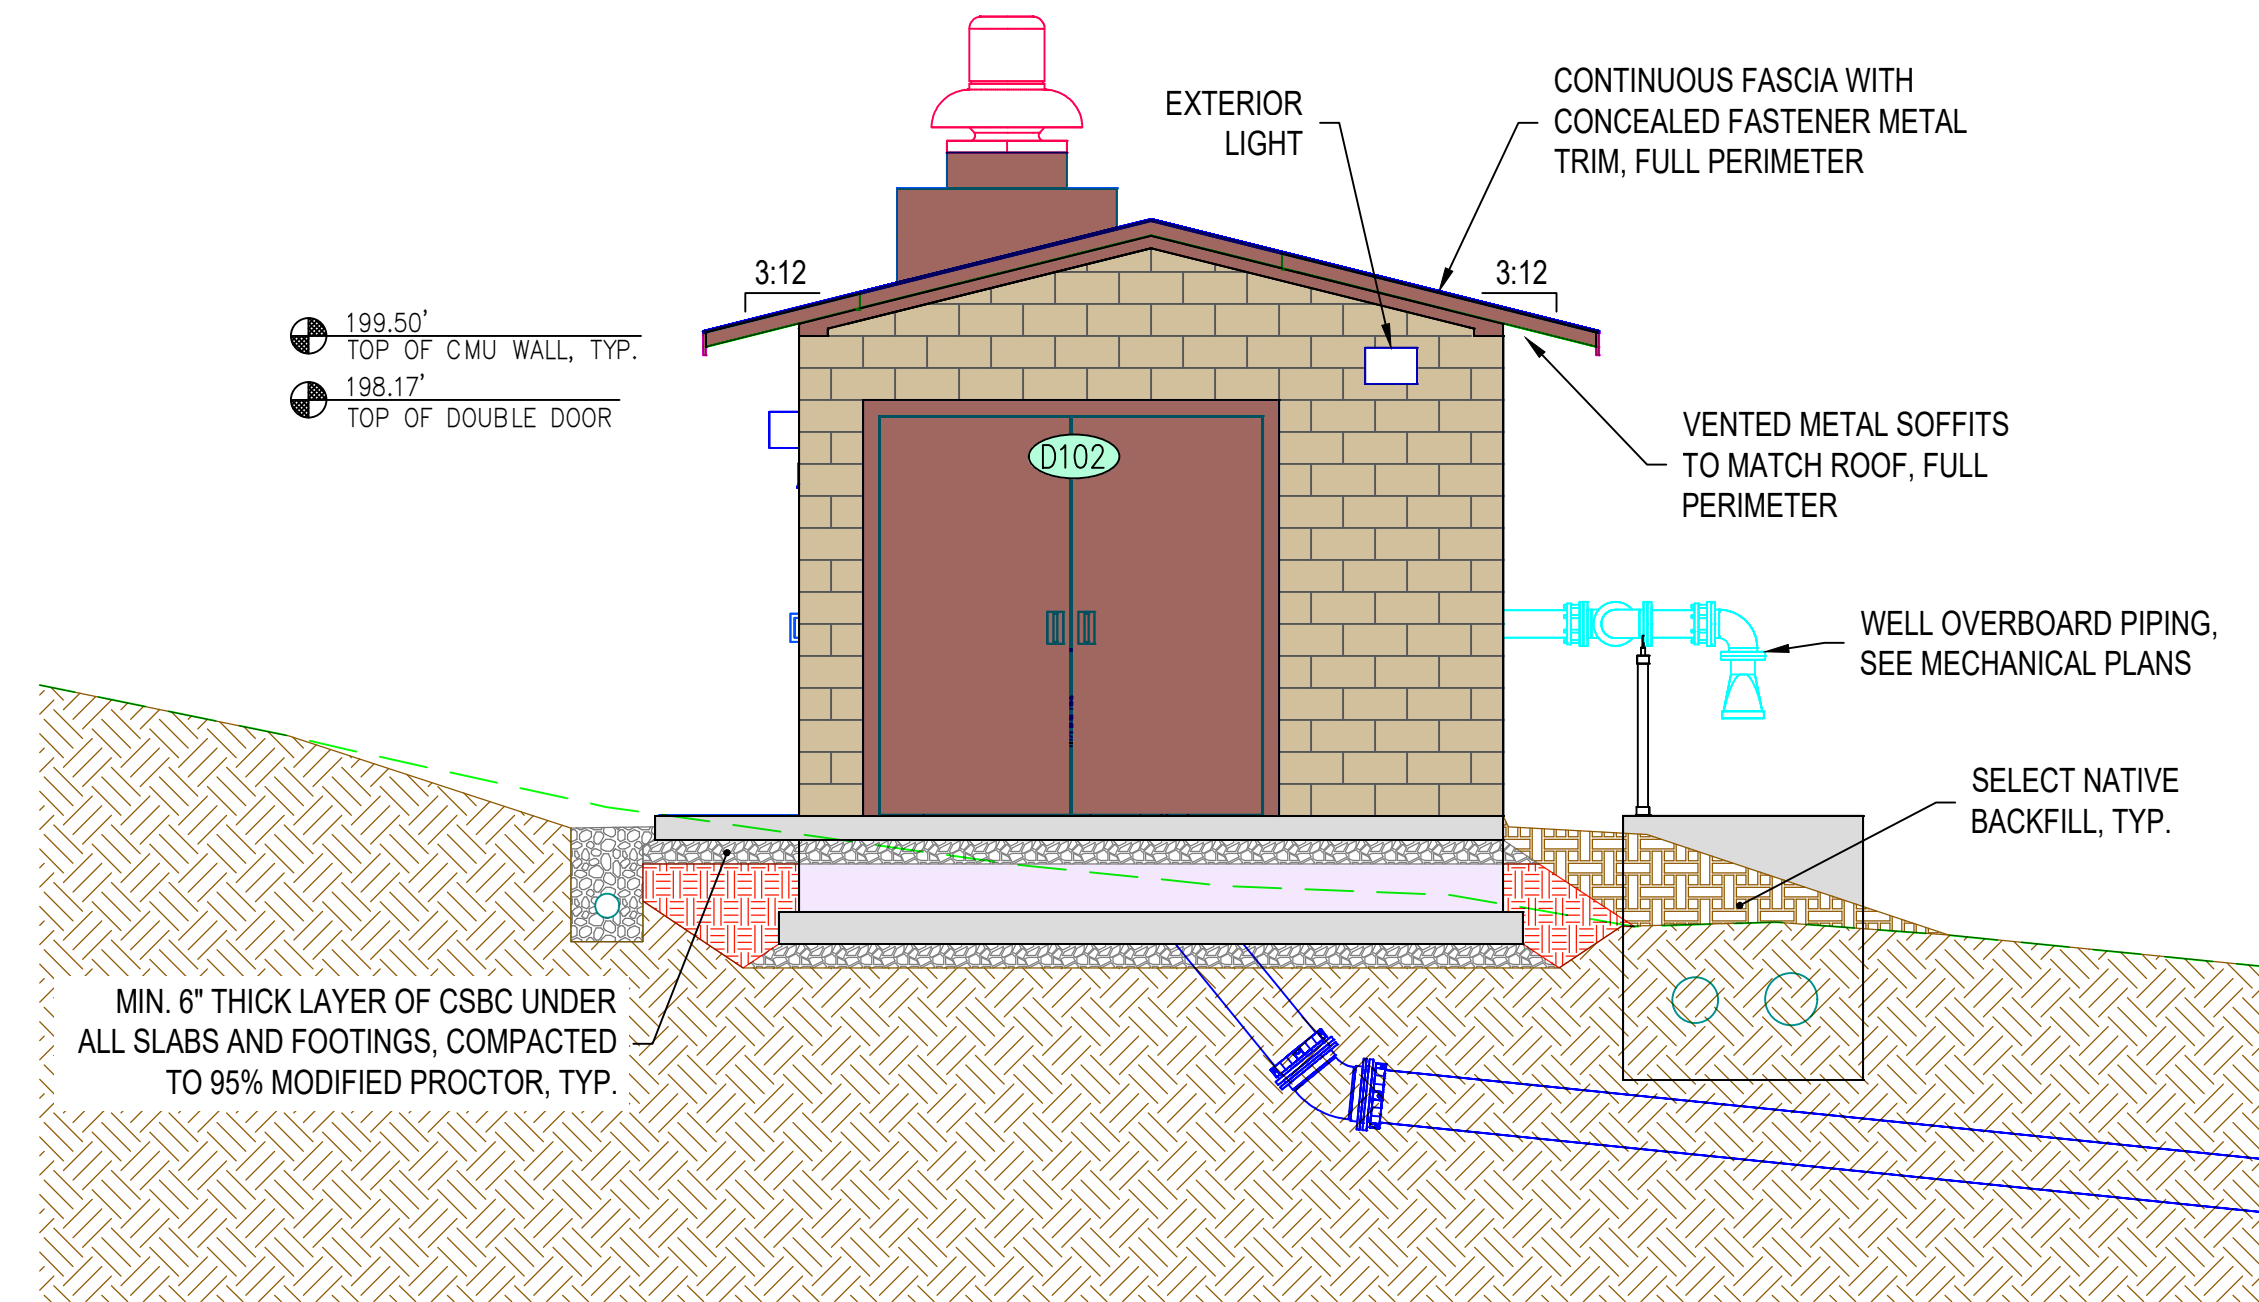 EXTERIOR
LIGHT
CONTINUOUS FASCIA WITH
CONCEALED FASTENER METAL
TRIM, FULL PERIMETER
3:12
3:12
199.50'
TOP OF CMU WALL, TYP.
198.17'
TOP OF DOUBLE DOOR
D102
VENTED METAL SOFFITS
TO MATCH ROOF, FULL
PERIMETER
WELL OVERBOARD PIPING,
SEE MECHANICAL PLANS
SELECT NATIVE
BACKFILL, TYP.
MIN. 6" THICK LAYER OF CSBC UNDER
ALL SLABS AND FOOTINGS, COMPACTED
TO 95% MODIFIED PROCTOR, TYP.